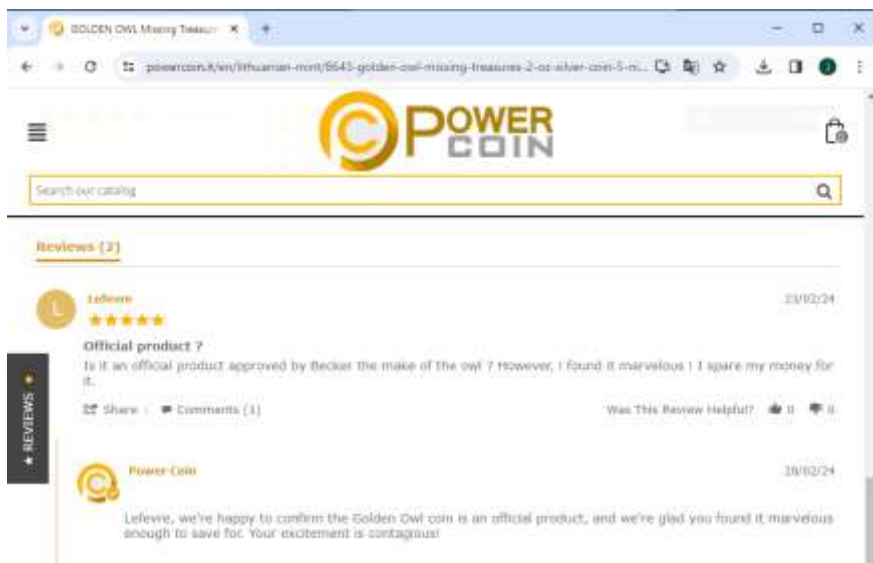 GOLDEN OWL Missing Treasur
powercoin.it/en/lithuanian-mint/8643-golden-owl-missing-treasures-2-oz-silver-coin-5-m...
POWER
COIN
Search our catalog
Reviews (2)
L
Lefevre
23/02/24
Official product ?
Is it an official product approved by Becker the make of the owl ? However, I found it marvelous ! I spare my money for
it.
Share
Comments (1)
Was This Review Helpful?
0
0
★ REVIEWS ★
Power Coin
28/02/24
Lefevre, we're happy to confirm the Golden Owl coin is an official product, and we're glad you found it marvelous
enough to save for. Your excitement is contagious!